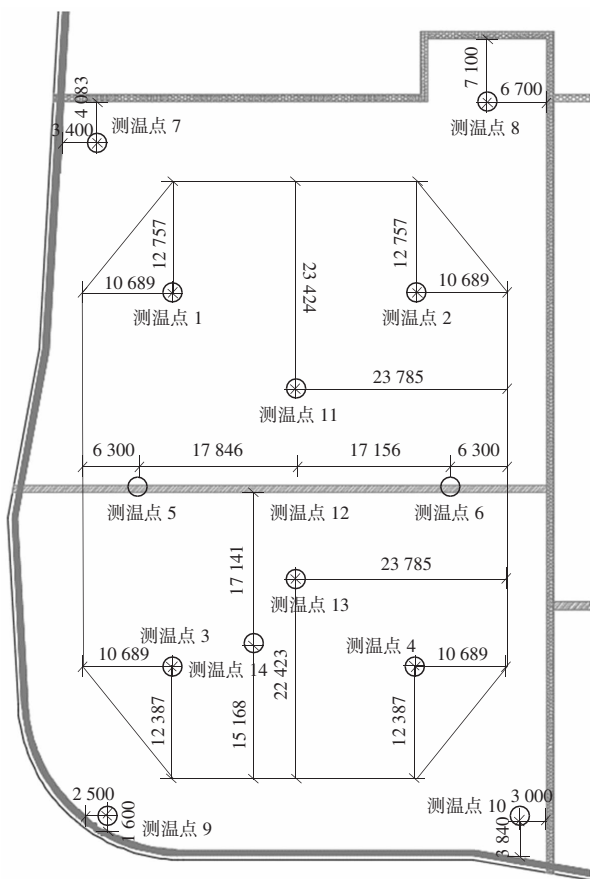 7 100
4 083
6 700
测温点 7
测温点 8
3 400
12 757
23 424
12 757
10 689
10 689
测温点 1
测温点 2
23 785
测温点 11
6 300
17 846
17 156
6 300
测温点 5
测温点 12
测温点 6
17 141
23 785
测温点 13
测温点 3
测温点 4
10 689
测温点 14
10 689
22 423
12 387
15 168
12 387
2 500
测温点 10
3 000
1 600
测温点 9
3 840